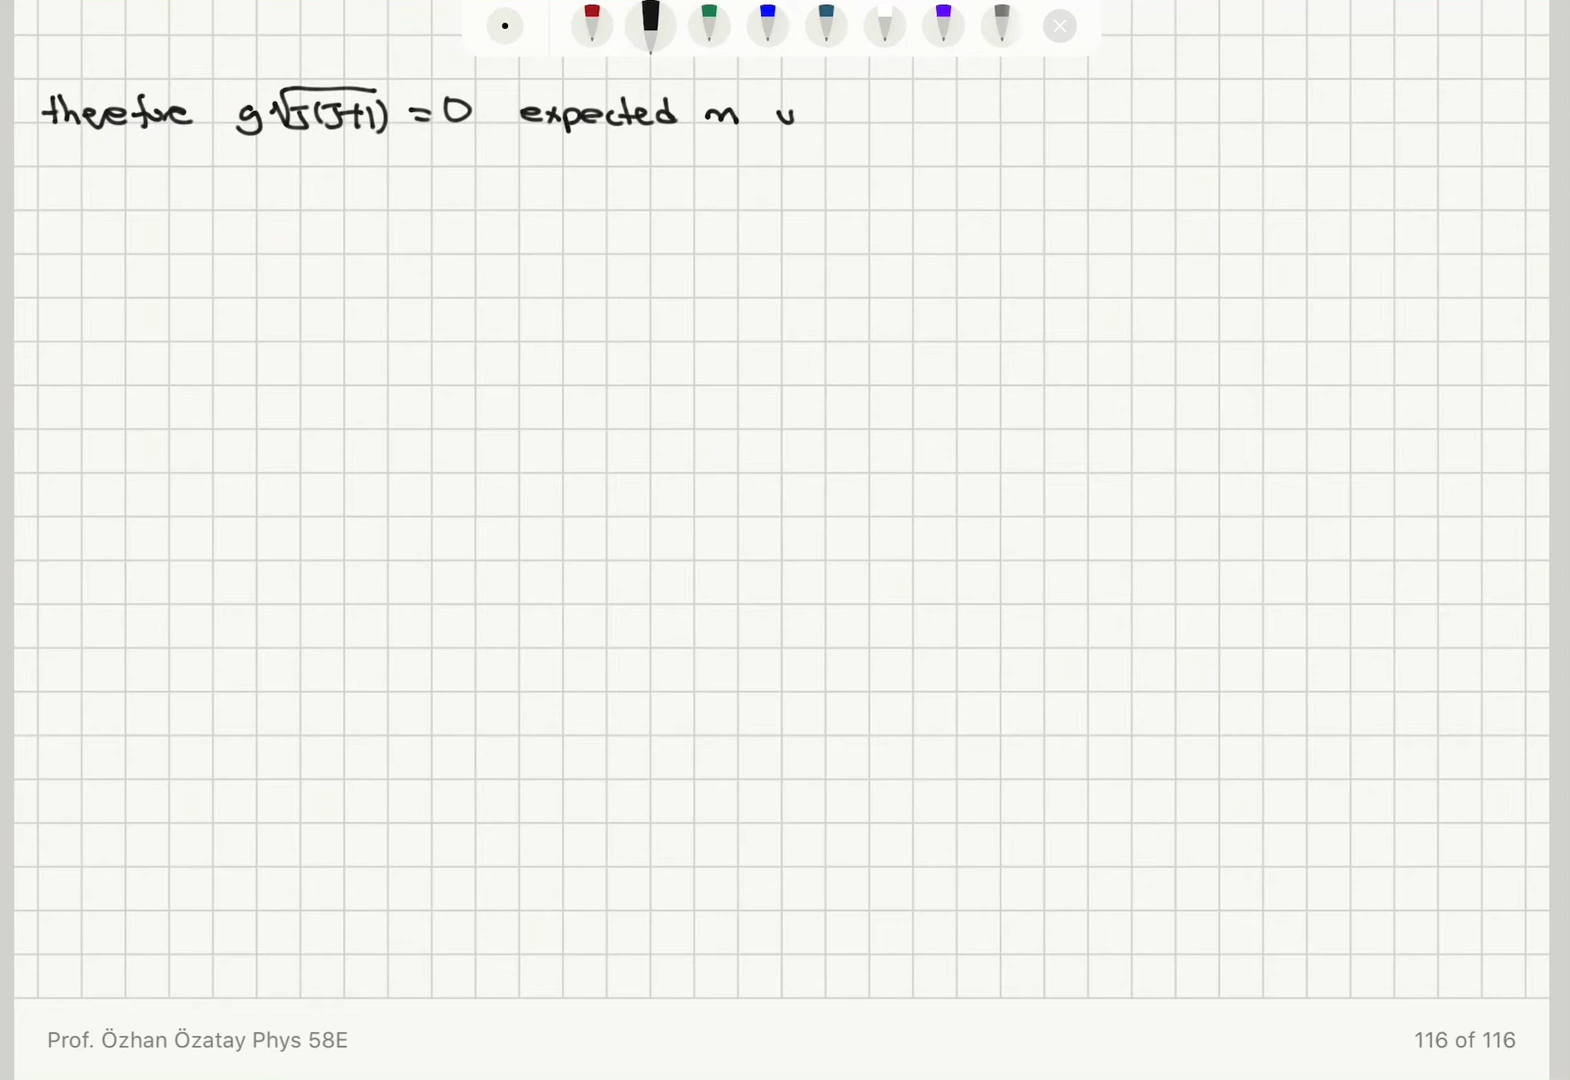 therefore g√J(J+1) = 0 expected m u
Prof. Özhan Özatay Phys 58E
116 of 116